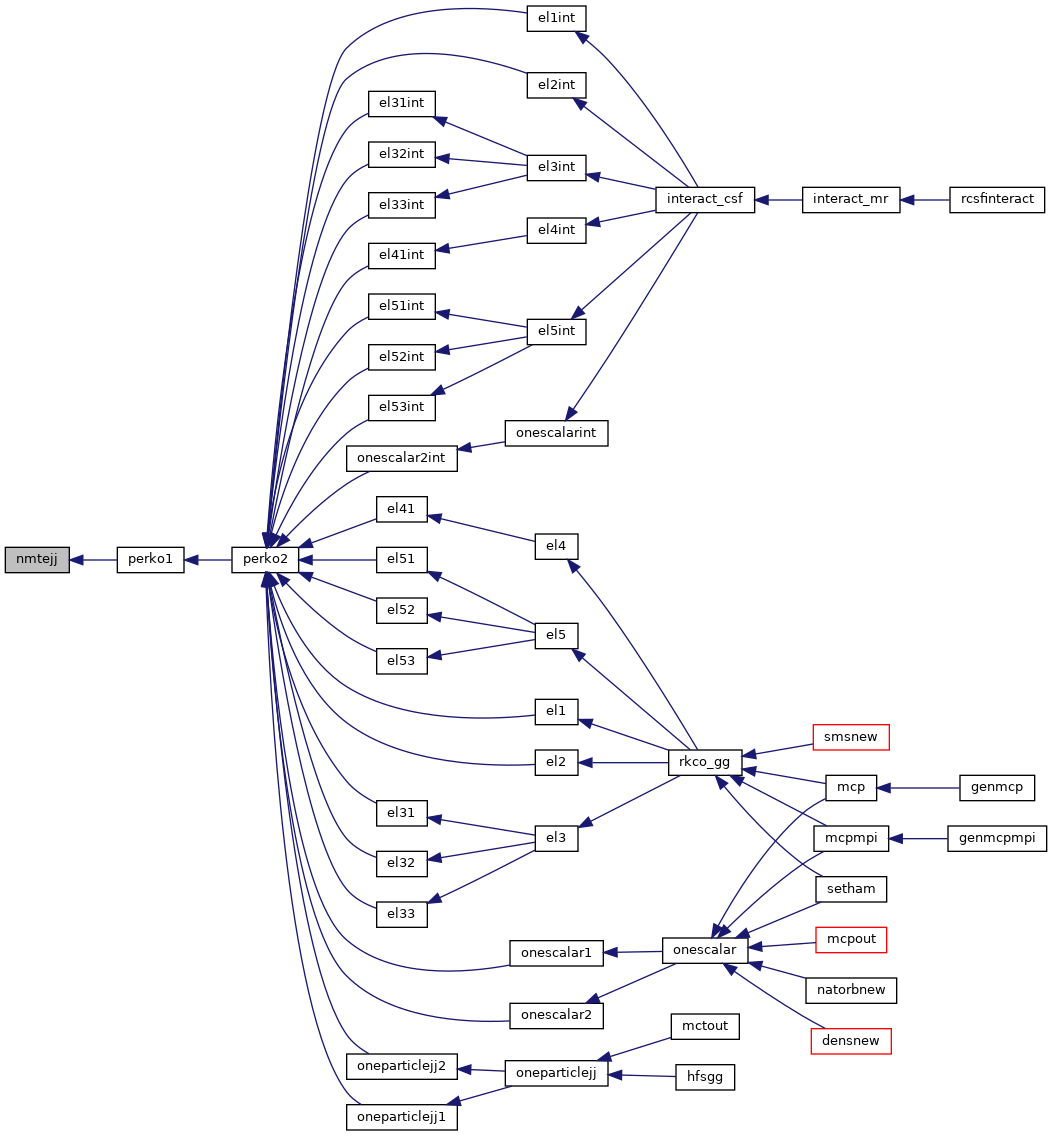 el1int
el2int
el31int
el32int
el3int
el33int
interact_csf
interact_mr
rcsfinteract
el4int
el41int
el51int
el5int
el52int
el53int
onescalarint
onescalar2int
el41
el4
nmtejj
perko1
perko2
el51
el52
el5
el53
el1
smsnew
el2
rkco_gg
mcp
genmcp
el31
el3
mcpmpi
genmcpmpi
el32
setham
el33
mcpout
onescalar1
onescalar
natorbnew
onescalar2
mctout
densnew
oneparticlejj2
oneparticlejj
hfsgg
oneparticlejj1